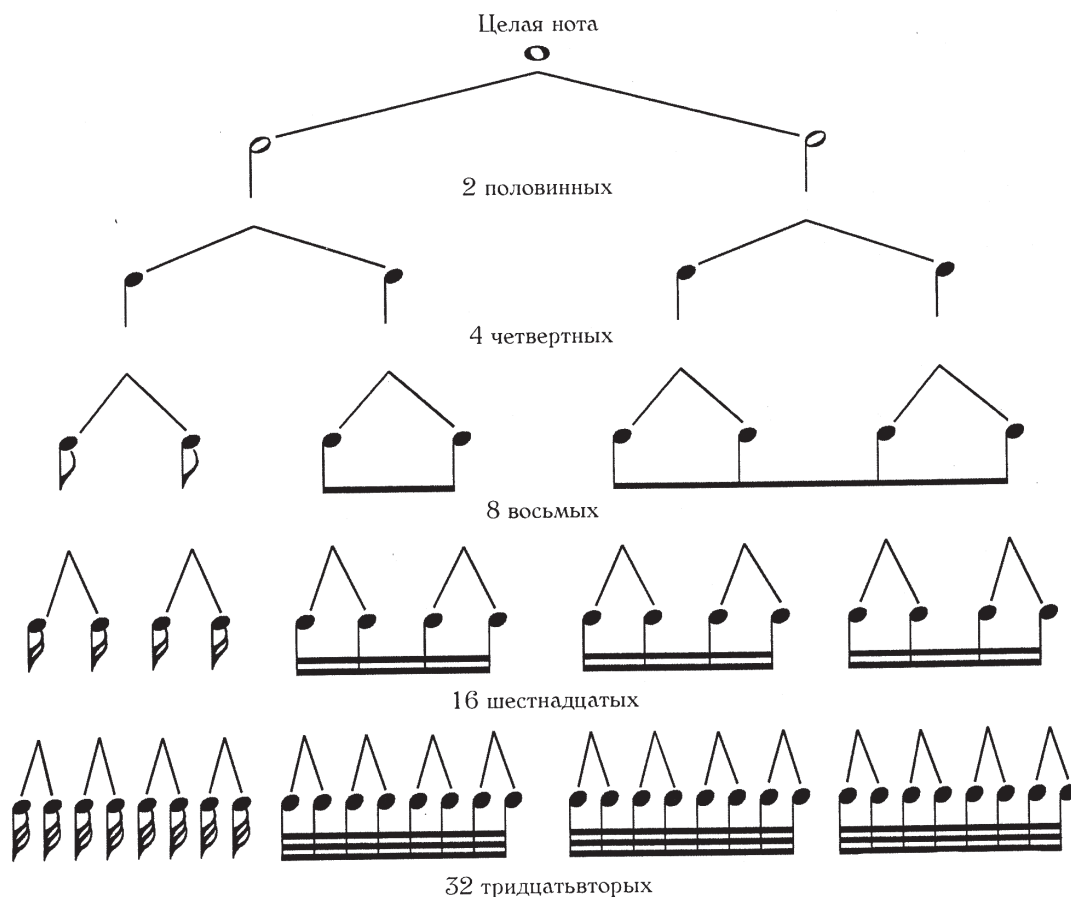 Целая нота
2 половинных
4 четвертных
8 восьмых
16 шестнадцатых
32 тридцатьвторых